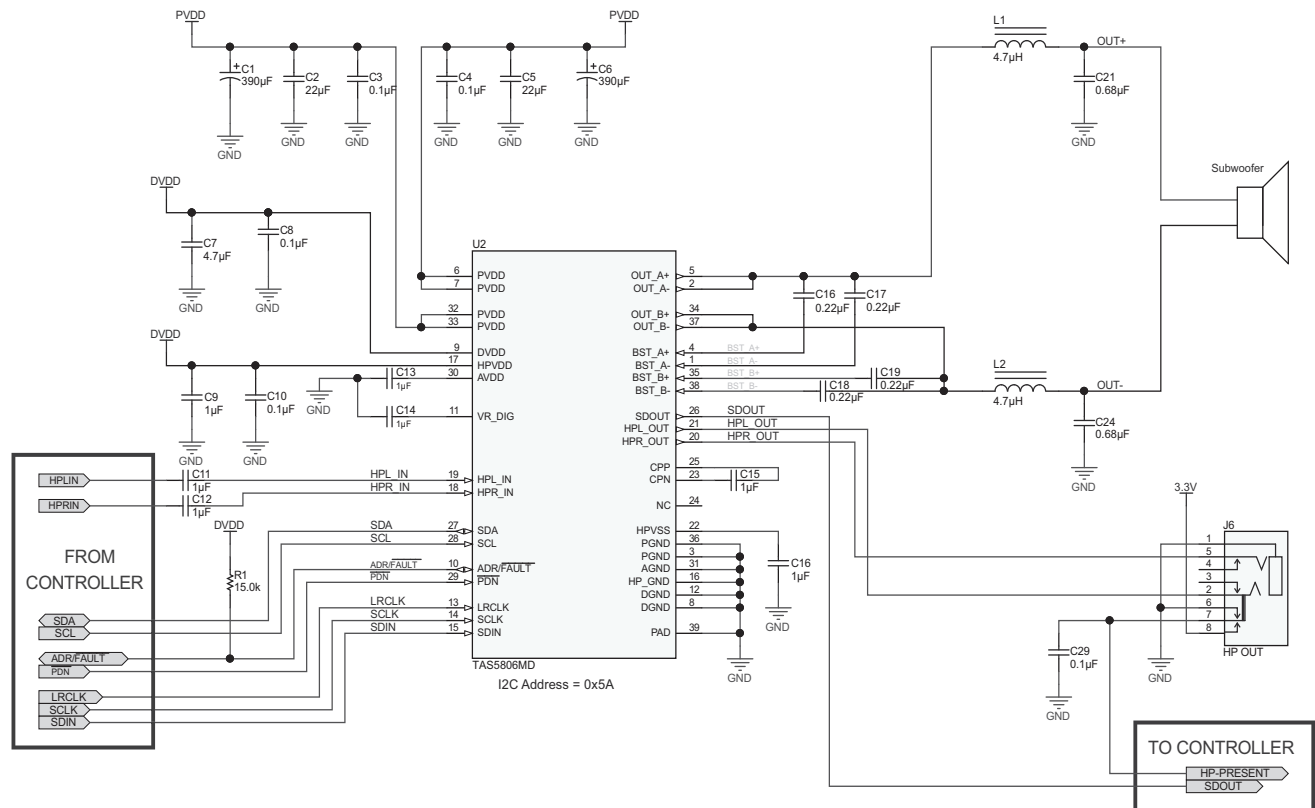 PVDD
PVDD
C1
390µF
C2
22µF
C3
0.1µF
C4
0.1µF
C5
22µF
C6
390µF
GND
GND
GND
GND
GND
GND
L1
4.7µH
OUT+
C21
0.68µF
GND
Subwoofer
DVDD
C7
4.7µF
C8
0.1µF
GND
GND
DVDD
C9
1µF
C10
0.1µF
GND
GND
GND
C13
1µF
C14
1µF
U2
6 PVDD
7 PVDD
32 PVDD
33 PVDD
9 DVDD
17 HPVDD
30 AVDD
11 VR_DIG
19 HPL_IN
18 HPR_IN
27 SDA
28 SCL
10 ADR/FAULT
29 PDN
13 LRCLK
14 SCLK
15 SDIN
OUT_A+ 5
OUT_A- 2
OUT_B+ 34
OUT_B- 37
BST_A+ 4
BST_A- 1
BST_B+ 35
BST_B- 38
SDOUT 26
HPL_OUT 21
HPR_OUT 20
CPP 25
CPN 23
NC 24
HPVSS 22
PGND 36
PGND 3
AGND 31
HP_GND 16
DGND 12
DGND 8
PAD 39
TAS5806MD
I2C Address = 0x5A
BST_A+
BST_A-
BST_B+
BST_B-
C16
0.22µF
C17
0.22µF
C19
0.22µF
C18
0.22µF
L2
4.7µH
OUT-
C24
0.68µF
GND
SDOUT
HPL_OUT
HPR_OUT
C15
1µF
C16
1µF
GND
GND
HPLIN
HPRIN
C11
1µF
C12
1µF
HPL_IN
HPR_IN
FROM
CONTROLLER
DVDD
R1
15.0k
SDA
SCL
ADR/FAULT
PDN
LRCLK
SCLK
SDIN
SDA
SCL
ADR/FAULT
PDN
LRCLK
SCLK
SDIN
3.3V
J6
1
5
4
3
2
6
7
8
HP OUT
C29
0.1µF
GND
GND
TO CONTROLLER
HP-PRESENT
SDOUT